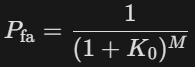 P_fa = 1 / (1 + K_0)^M